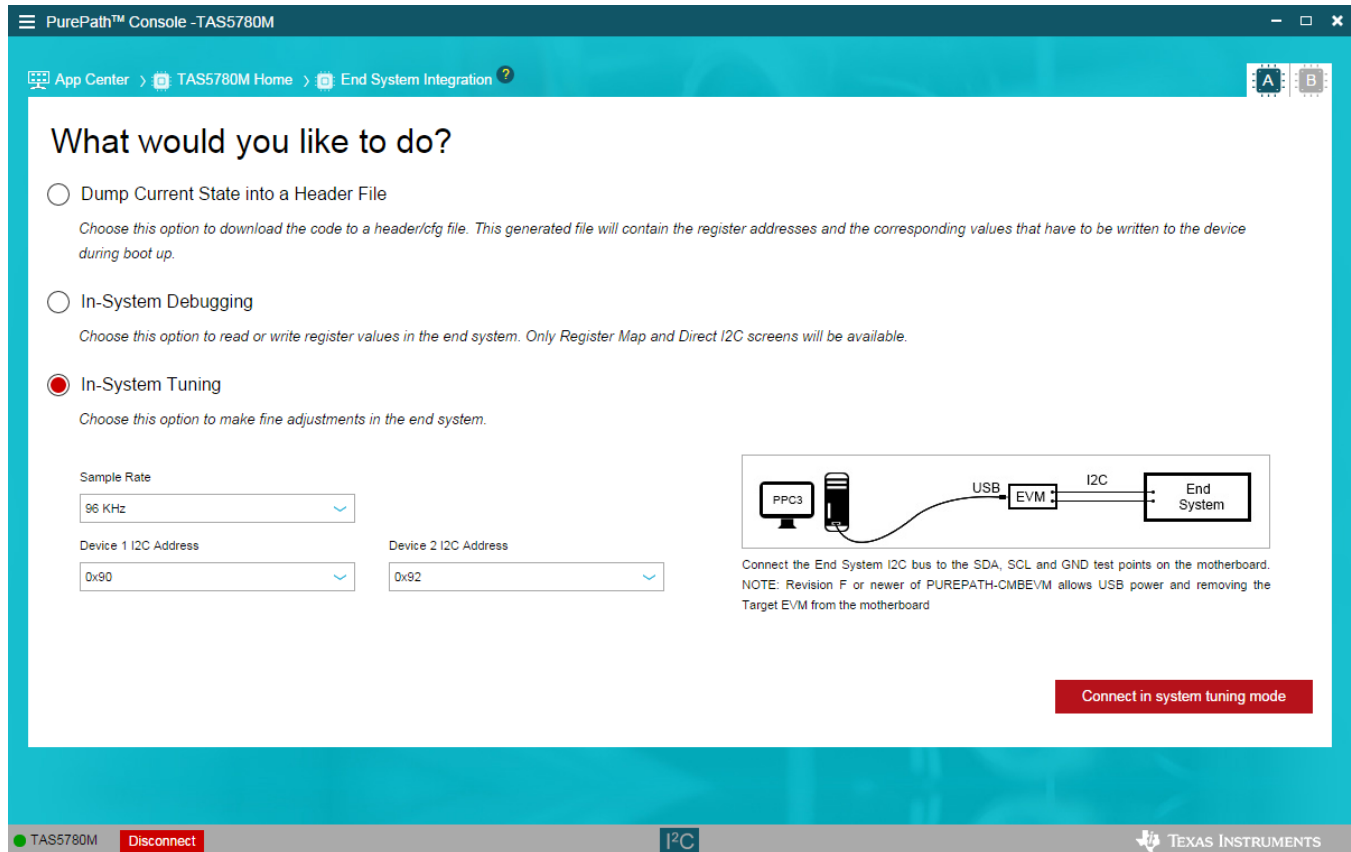 PurePath™ Console -TAS5780M
App Center > TAS5780M Home > End System Integration ?
A B
What would you like to do?
Dump Current State into a Header File
Choose this option to download the code to a header/cfg file. This generated file will contain the register addresses and the corresponding values that have to be written to the device
during boot up.
In-System Debugging
Choose this option to read or write register values in the end system. Only Register Map and Direct I2C screens will be available.
In-System Tuning
Choose this option to make fine adjustments in the end system.
Sample Rate
96 KHz
Device 1 I2C Address
Device 2 I2C Address
0x90
0x92
PPC3
USB
EVM
I2C
End
System
Connect the End System I2C bus to the SDA, SCL and GND test points on the motherboard.
NOTE: Revision F or newer of PUREPATH-CMBEVM allows USB power and removing the
Target EVM from the motherboard
Connect in system tuning mode
TAS5780M
Disconnect
I²C
TEXAS INSTRUMENTS